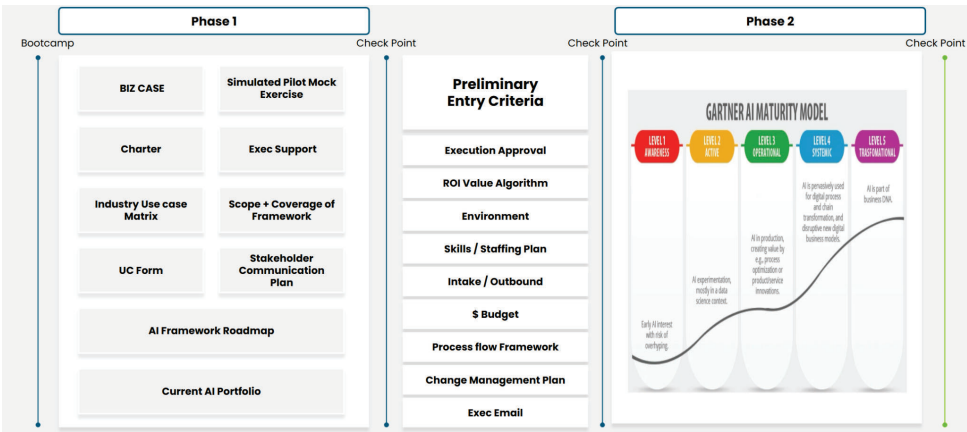 Phase 1
Phase 2
Bootcamp
Check Point
Check Point
Check Point
BIZ CASE
Simulated Pilot Mock
Exercise
Charter
Exec Support
Industry Use case
Matrix
Scope + Coverage of
Framework
UC Form
Stakeholder
Communication
Plan
AI Framework Roadmap
Current AI Portfolio
Preliminary
Entry Criteria
Execution Approval
ROI Value Algorithm
Environment
Skills / Staffing Plan
Intake / Outbound
$ Budget
Process flow Framework
Change Management Plan
Exec Email
GARTNER AI MATURITY MODEL
LEVEL 1
AWARENESS
LEVEL 2
ACTIVE
LEVEL 3
OPERATIONAL
LEVEL 4
SYSTEMIC
LEVEL 5
TRASFOMATIONAL
Early AI interest
with risk of
overhyping.
AI experimentation,
mostly in a data
science context.
AI in production,
creating value by
e.g., process
optimization or
product/service
innovations.
AI is pervasively used
for digital process
and chain
transformation, and
disruptive new digital
business models.
AI is part of
business DNA.